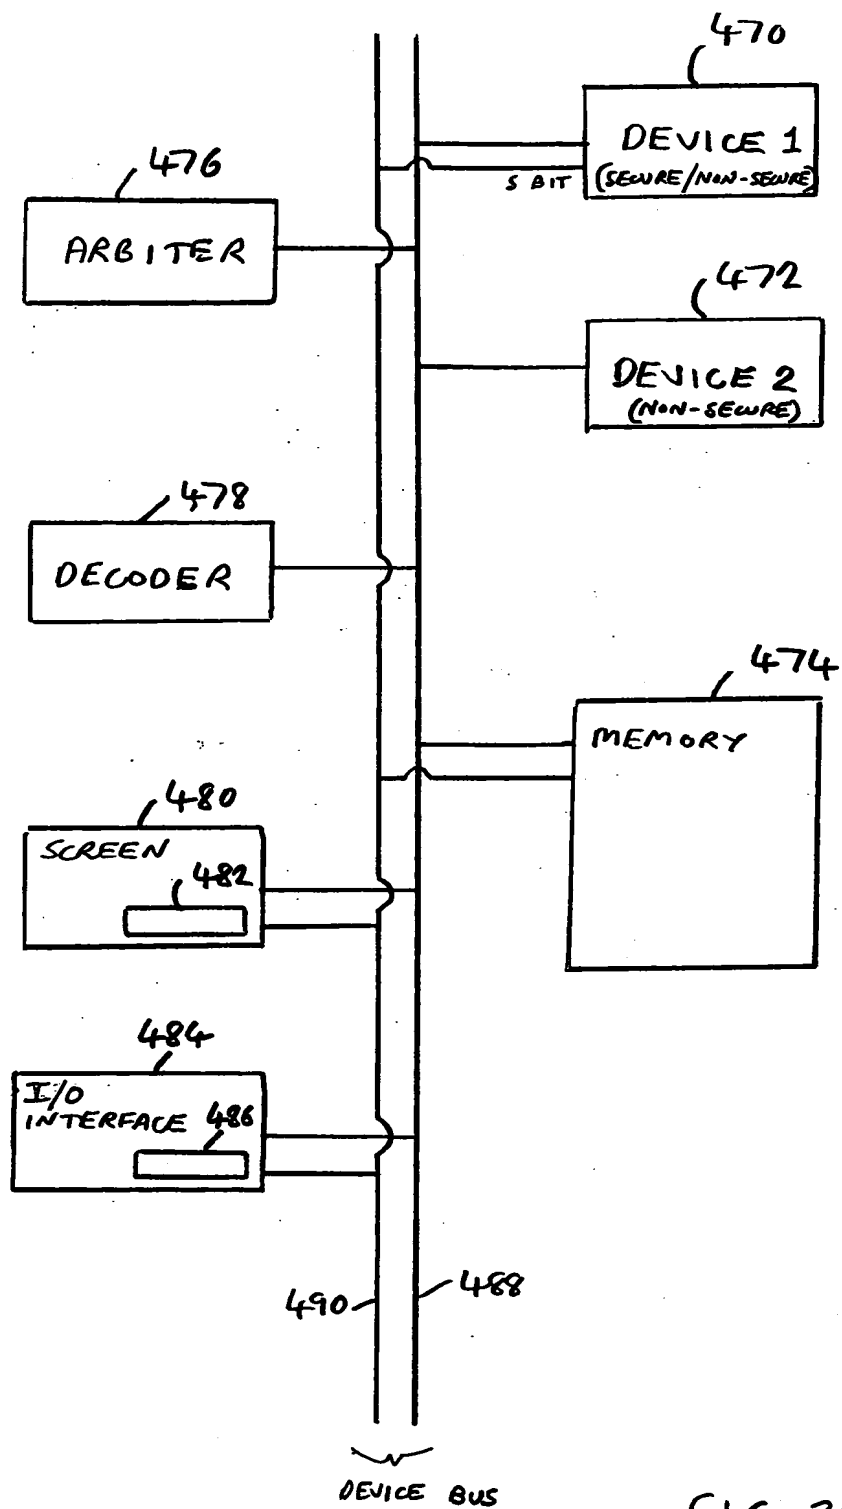 470
DEVICE 1
(SECURE/NON-SECURE)
S BIT
476
ARBITER
472
DEVICE 2
(NON-SECURE)
478
DECODER
474
MEMORY
480
SCREEN
482
484
I/O
INTERFACE
486
490
488
DEVICE BUS